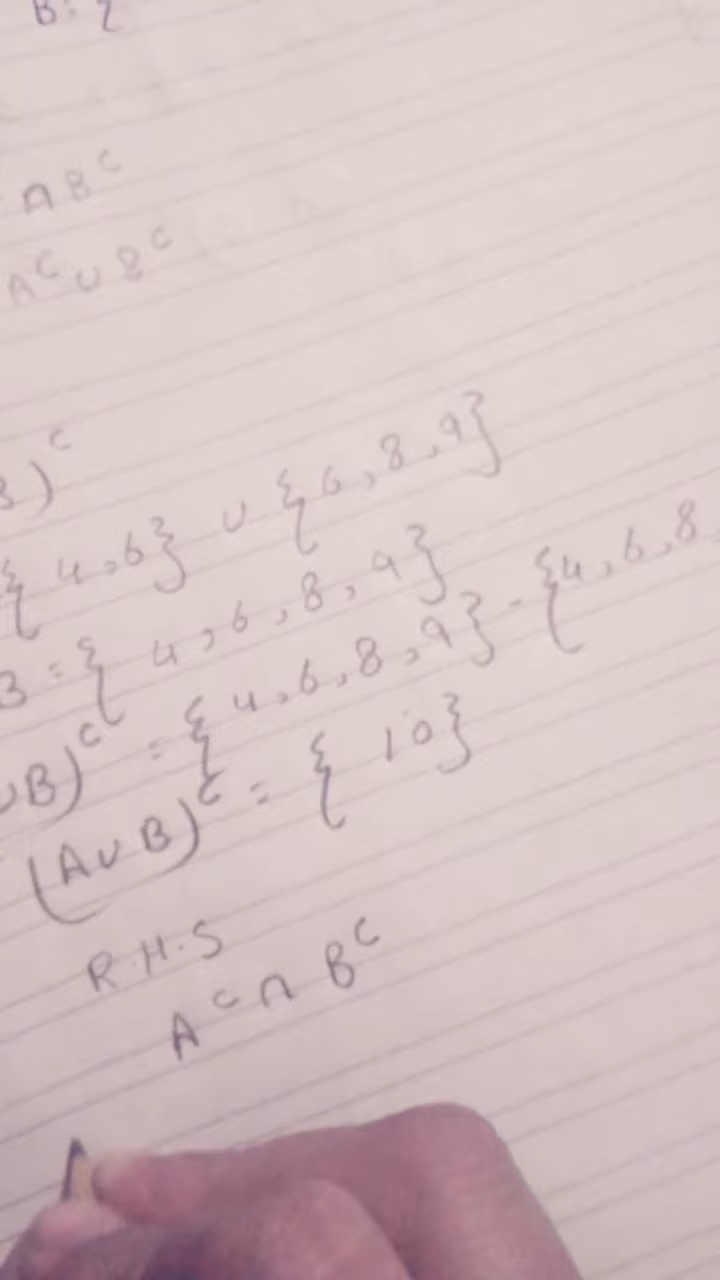 B: {
∩ B^C
A^C ∪ B^C
B)^C
{ 4,6} ∪ { 6,8,9}
B = { 4,6,8,9}
∪B)^C = { 4,6,8,9} - {4,6,8,
(A∪B)^C = { 10}
R.H.S
A^C ∩ B^C